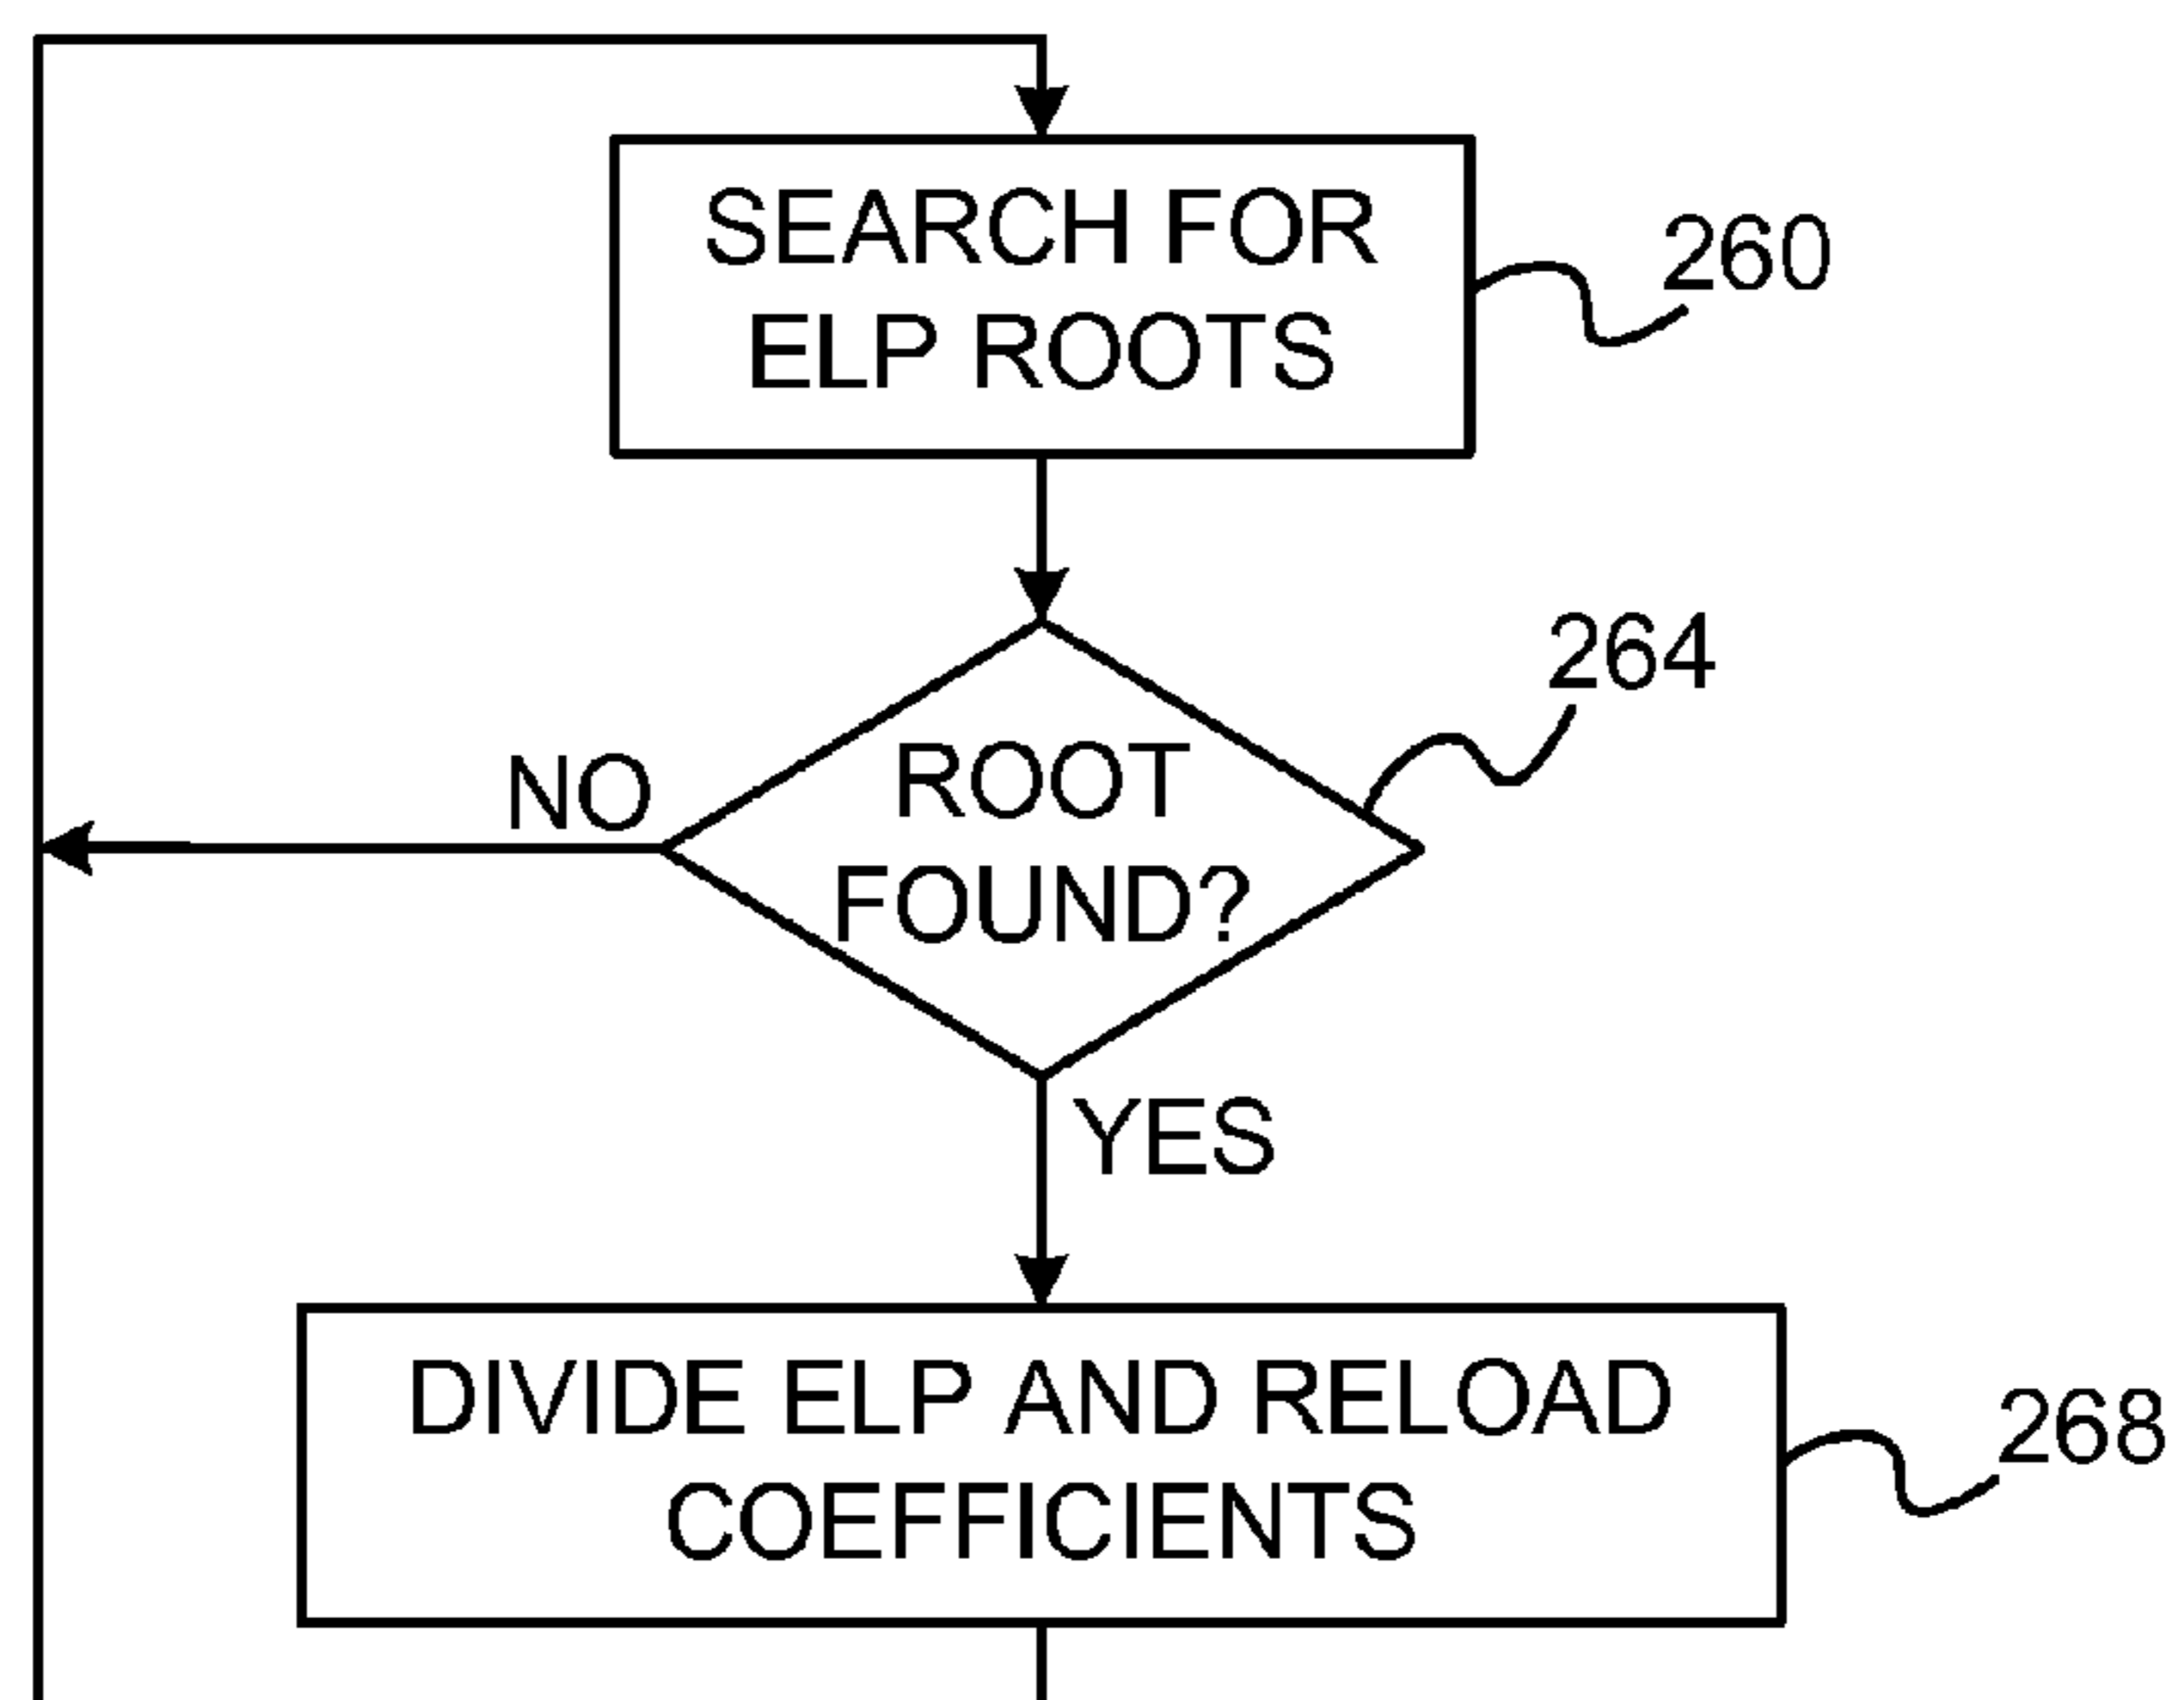 SEARCH FOR
ELP ROOTS
260
264
ROOT
FOUND?
NO
YES
DIVIDE ELP AND RELOAD
COEFFICIENTS
268